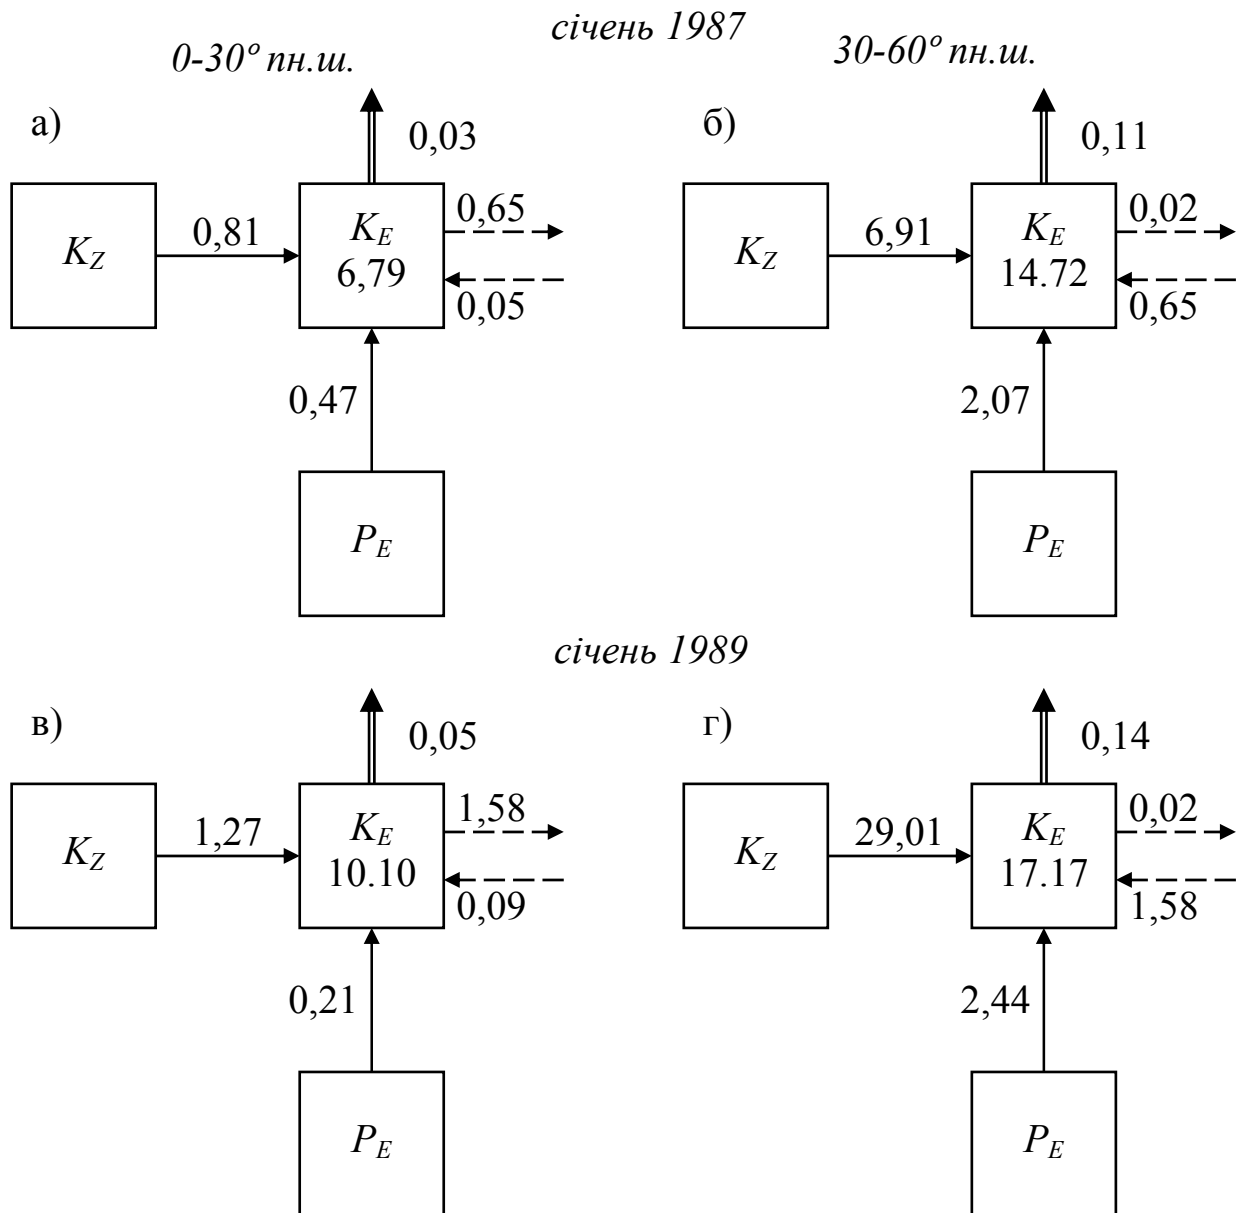 січень 1987
0-30º пн.ш.
30-60º пн.ш.
а)
0,03
K_Z
0,81
K_E
6,79
0,65
0,05
0,47
P_E
б)
0,11
K_Z
6,91
K_E
14.72
0,02
0,65
2,07
P_E
січень 1989
в)
0,05
K_Z
1,27
K_E
10.10
1,58
0,09
0,21
P_E
г)
0,14
K_Z
29,01
K_E
17.17
0,02
1,58
2,44
P_E